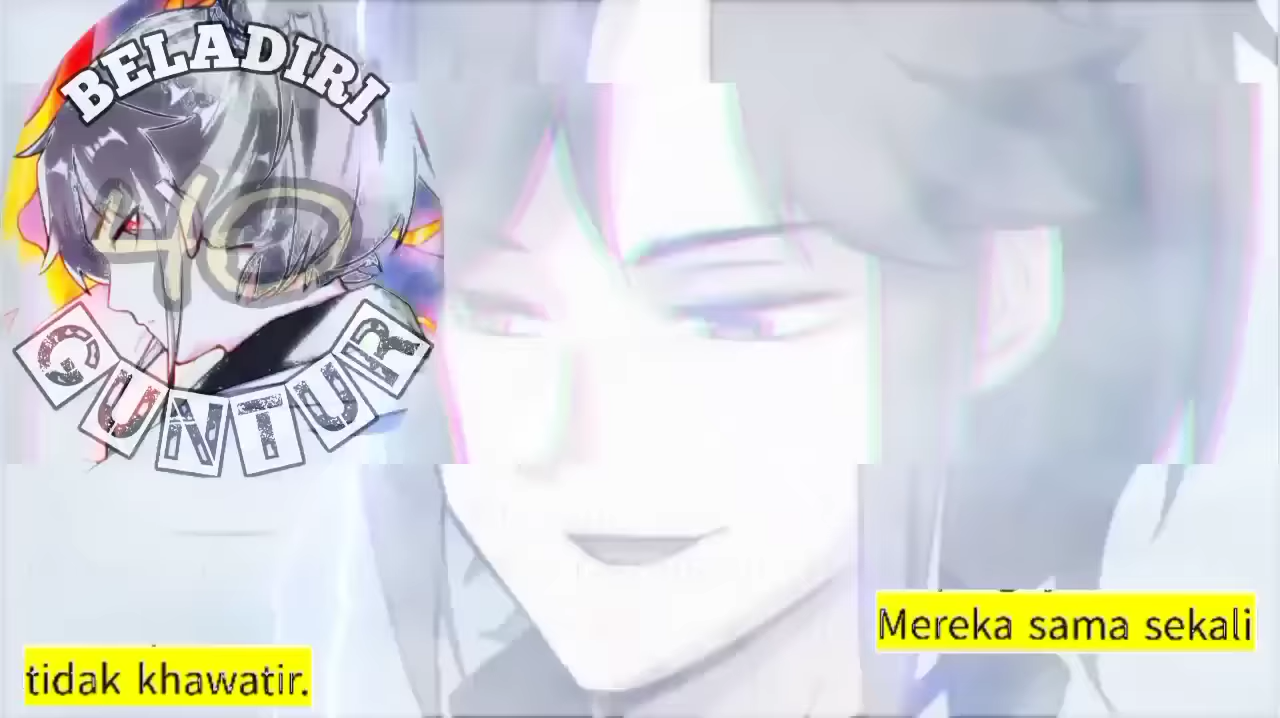 BELADIRI
40
GUNTUR
Mereka sama sekali
tidak khawatir.